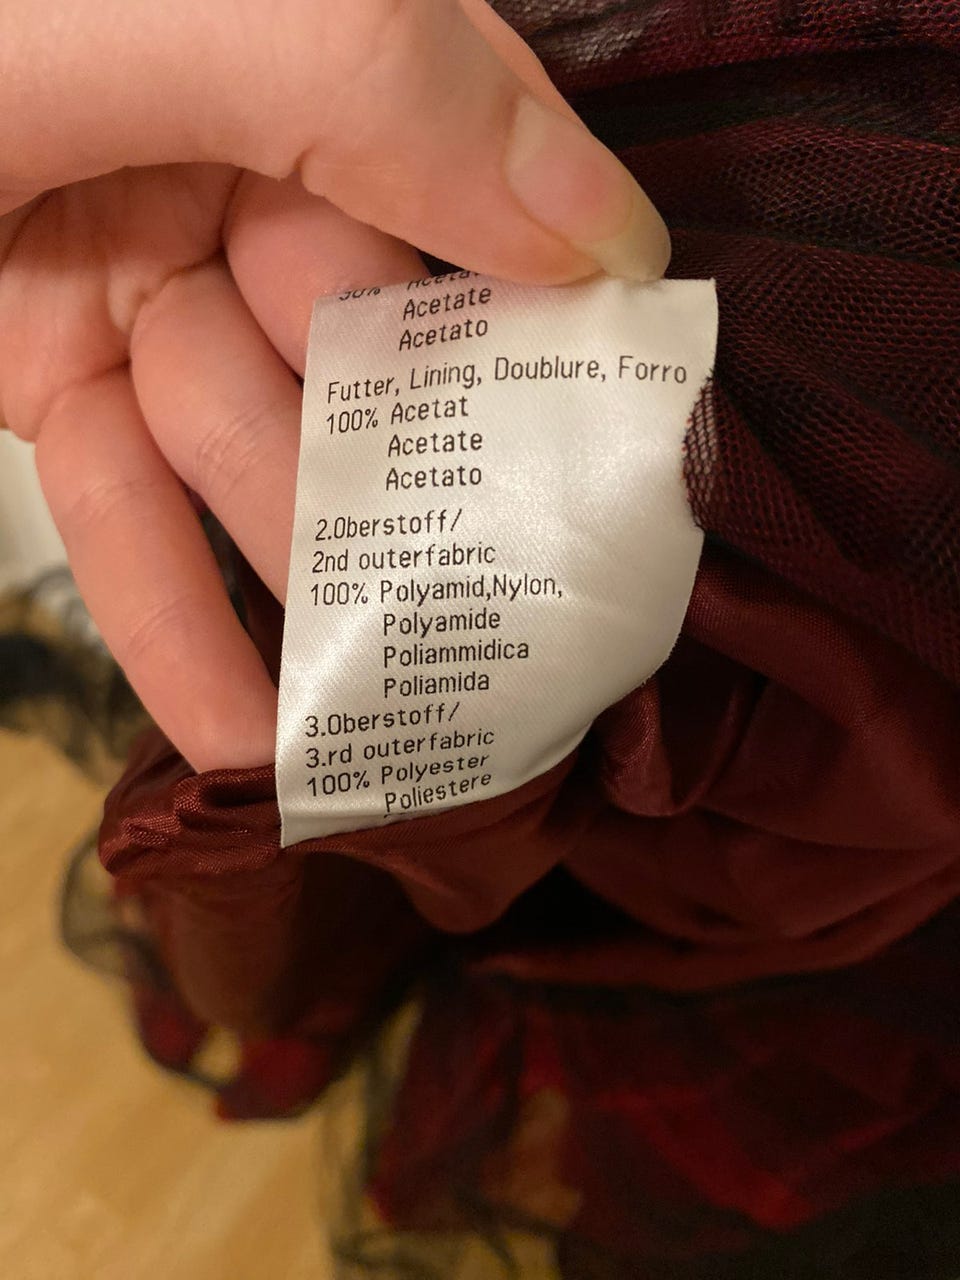 Acetate
Acetato
Futter, Lining, Doublure, Forro
100% Acetat
Acetate
Acetato
2.Oberstoff/
2nd outerfabric
100% Polyamid,Nylon,
Polyamide
Poliammidica
Poliamida
3.Oberstoff/
3.rd outerfabric
100% Polyester
Poliestere